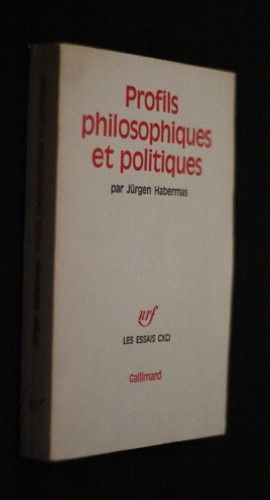 Profils
philosophiques
et politiques
par Jürgen Habermas
nrf
LES ESSAIS CXCI
Gallimard